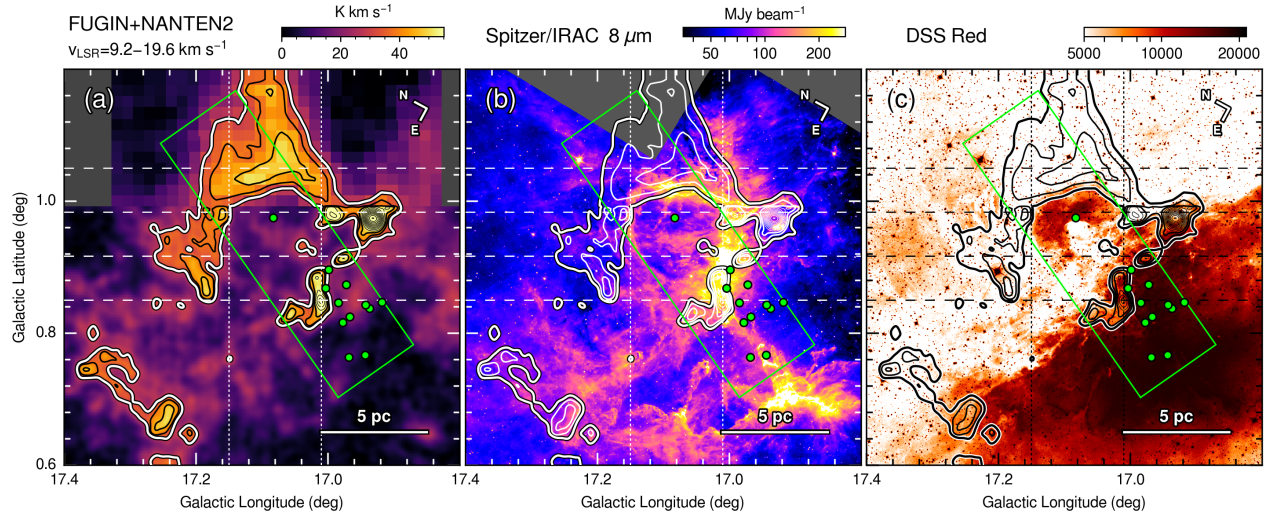 FUGIN+NANTEN2
v_LSR=9.2−19.6 km s⁻¹
K km s⁻¹
0 20 40
Spitzer/IRAC 8 μm
MJy beam⁻¹
50 100 200
DSS Red
5000 10000 20000
(a)
N
E
(b)
N
E
(c)
N
E
Galactic Latitude (deg)
1.0
0.8
0.6
5 pc
5 pc
5 pc
17.4 17.2 17.0
17.4 17.2 17.0
17.4 17.2 17.0
Galactic Longitude (deg)
Galactic Longitude (deg)
Galactic Longitude (deg)